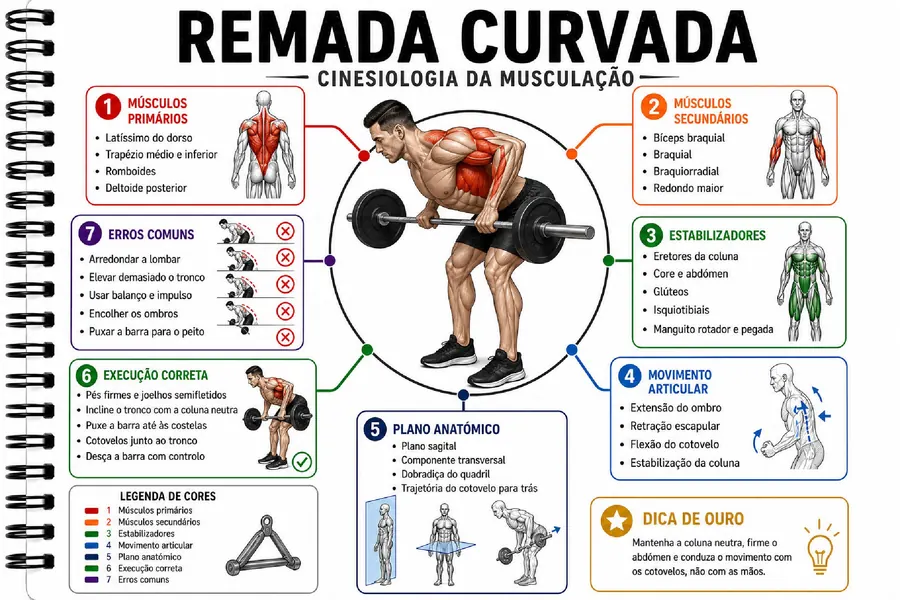 REMADA CURVADA
CINESIOLOGIA DA MUSCULAÇÃO
1 MÚSCULOS
PRIMÁRIOS
• Latíssimo do dorso
• Trapézio médio e inferior
• Romboides
• Deltoide posterior
2 MÚSCULOS
SECUNDÁRIOS
• Bíceps braquial
• Braquial
• Braquiorradial
• Redondo maior
3 ESTABILIZADORES
• Eretores da coluna
• Core e abdómen
• Glúteos
• Isquiotibiais
• Manguito rotador e pegada
4 MOVIMENTO
ARTICULAR
• Extensão do ombro
• Retração escapular
• Flexão do cotovelo
• Estabilização da coluna
5 PLANO ANATÓMICO
• Plano sagital
• Componente transversal
• Dobradiça do quadril
• Trajetória do cotovelo para trás
6 EXECUÇÃO CORRETA
• Pés firmes e joelhos semifletidos
• Incline o tronco com a coluna neutra
• Puxe a barra até às costelas
• Cotovelos junto ao tronco
• Desça a barra com controlo
7 ERROS COMUNS
• Arredondar a lombar
• Elevar demasiado o tronco
• Usar balanço e impulso
• Encolher os ombros
• Puxar a barra para o peito
LEGENDA DE CORES
1 Músculos primários
2 Músculos secundários
3 Estabilizadores
4 Movimento articular
5 Plano anatómico
6 Execução correta
7 Erros comuns
DICA DE OURO
Mantenha a coluna neutra, firme o
abdómen e conduza o movimento com
os cotovelos, não com as mãos.